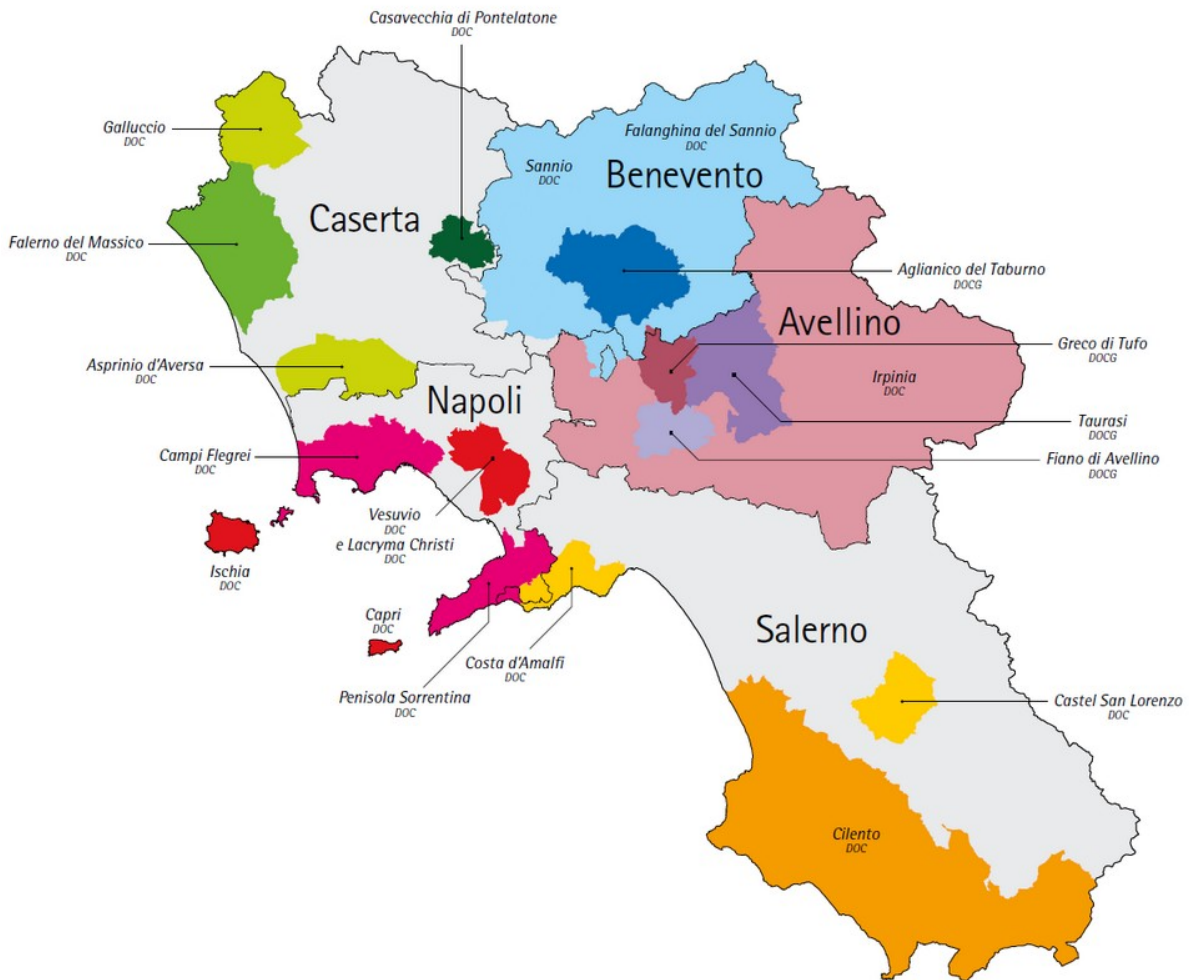 Casavecchia di Pontelatone
DOC
Galluccio
DOC
Falanghina del Sannio
DOC
Sannio
DOC
Benevento
Caserta
Falerno del Massico
DOC
Aglianico del Taburno
DOCG
Avellino
Greco di Tufo
DOCG
Asprinio d'Aversa
DOC
Irpinia
DOC
Napoli
Taurasi
DOCG
Campi Flegrei
DOC
Fiano di Avellino
DOCG
Vesuvio
DOC
e Lacryma Christi
DOC
Ischia
DOC
Capri
DOC
Salerno
Costa d'Amalfi
DOC
Penisola Sorrentina
DOC
Castel San Lorenzo
DOC
Cilento
DOC